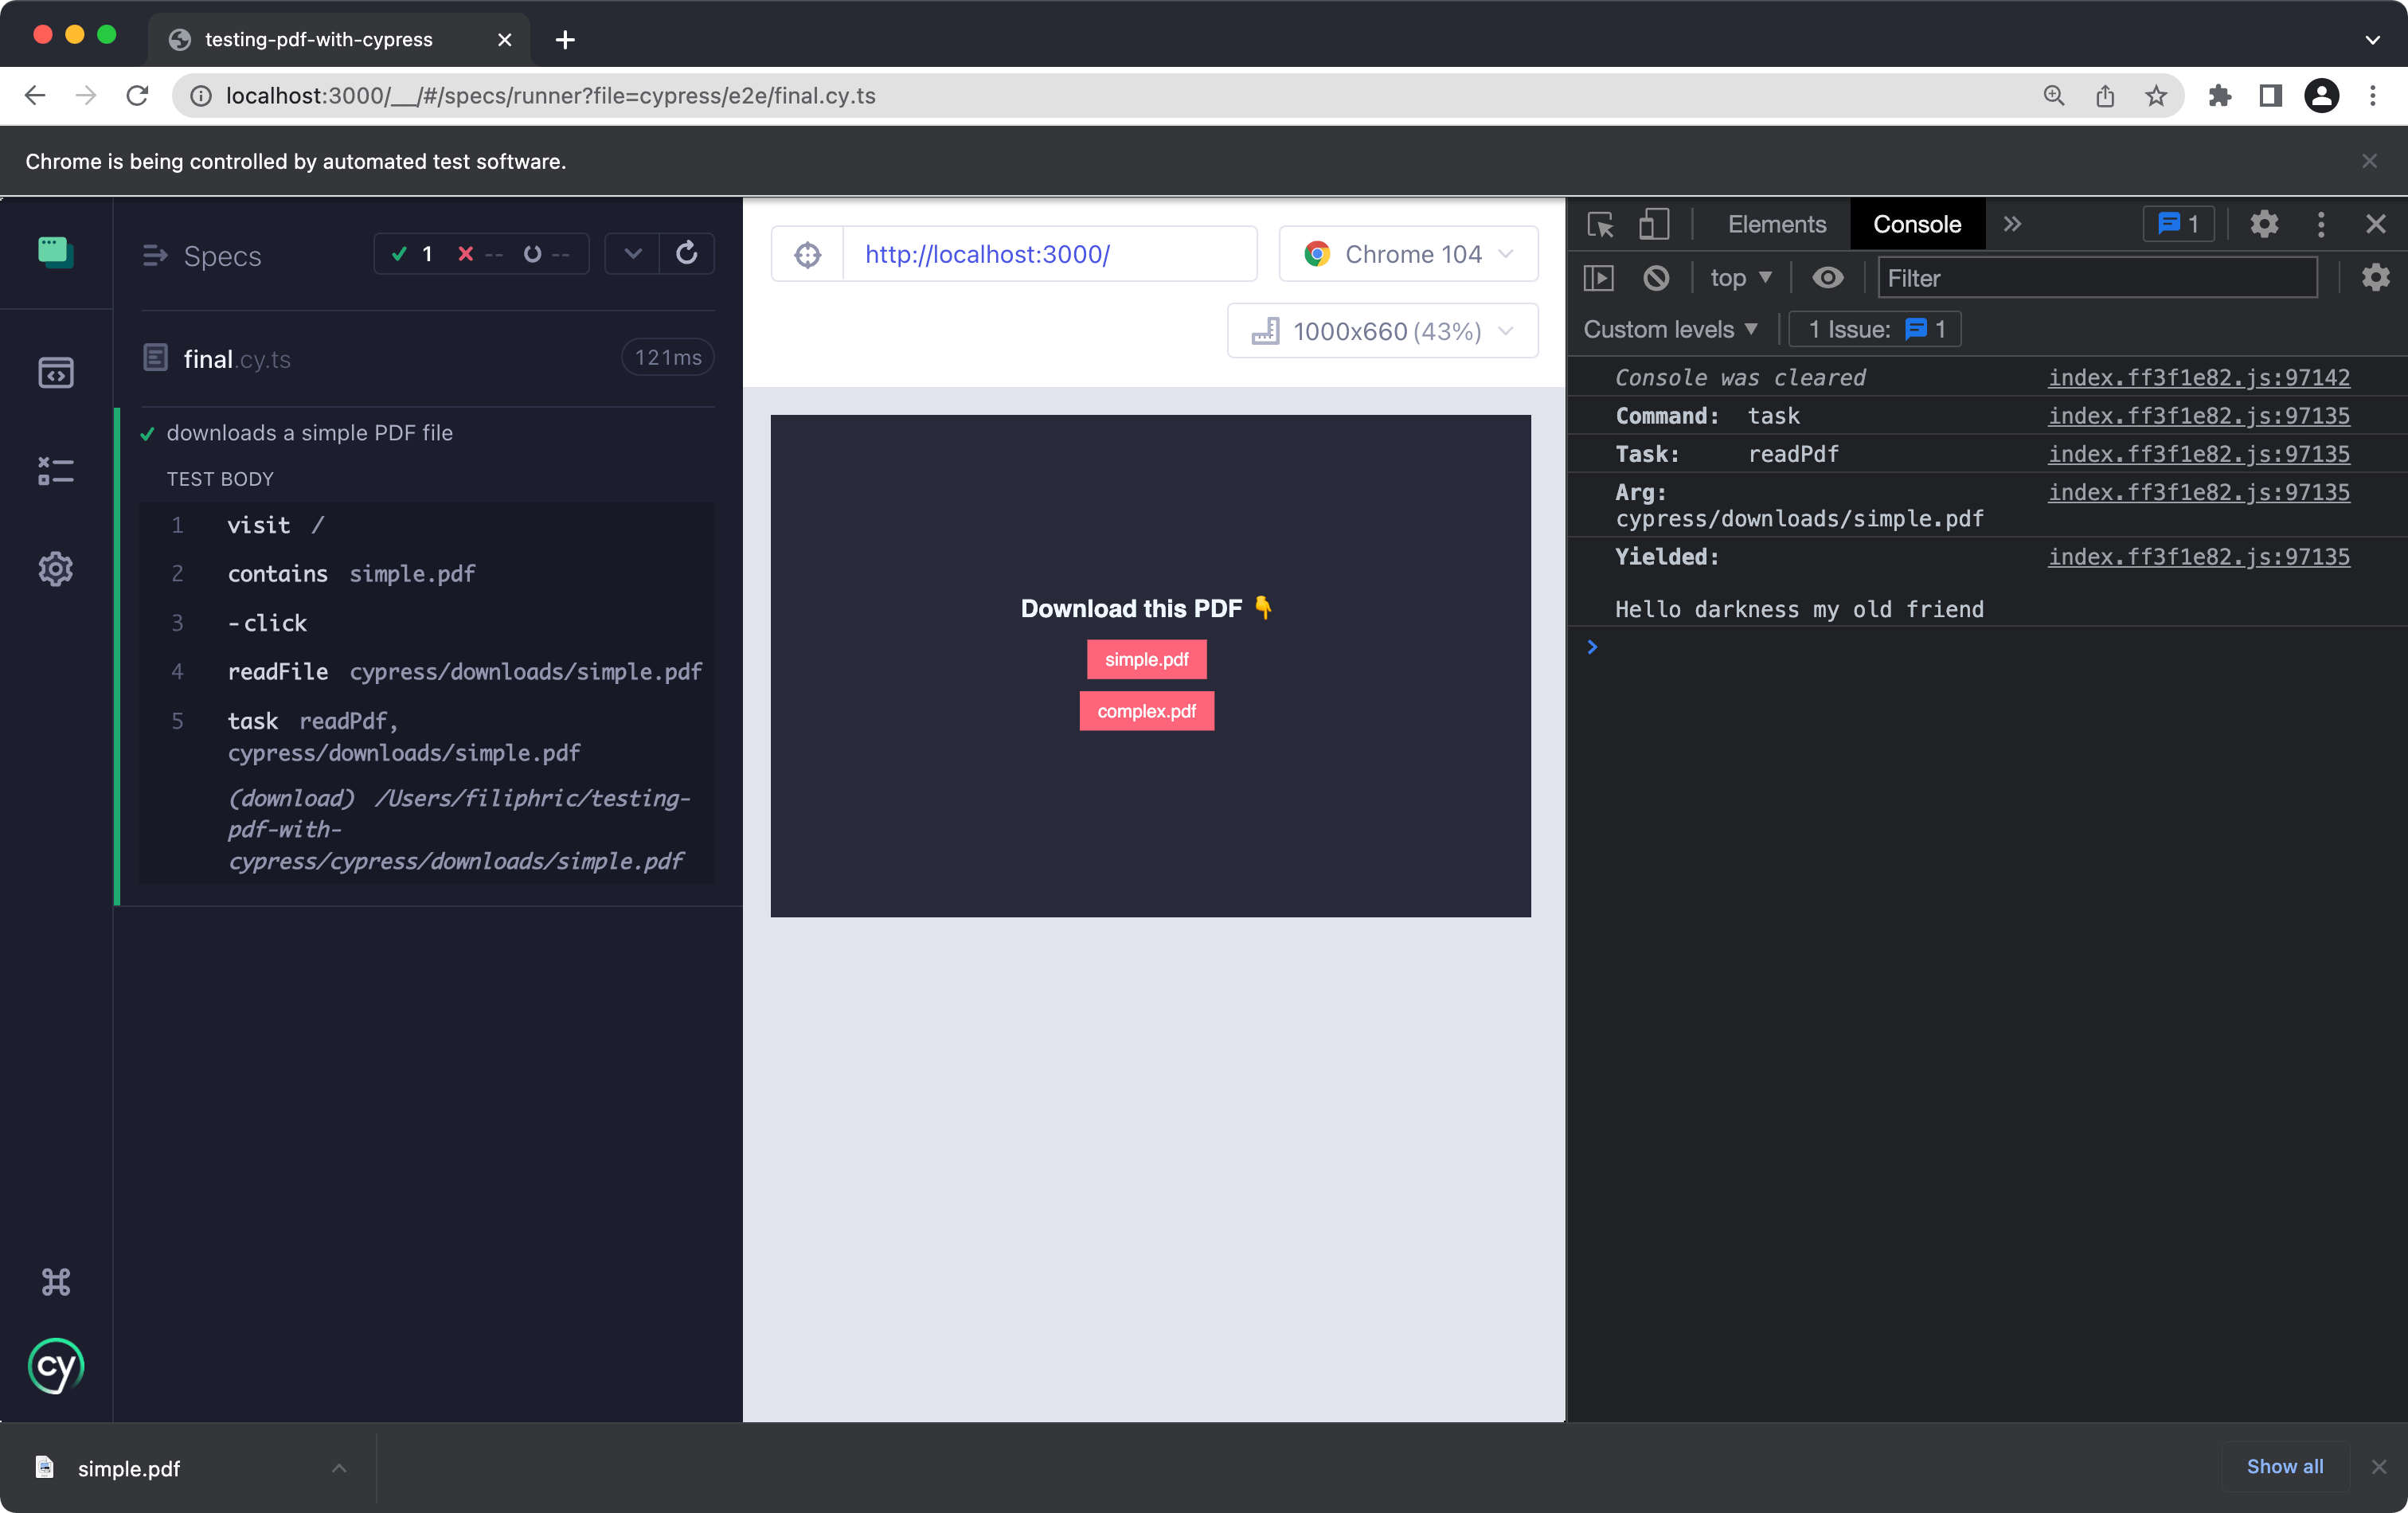 testing-pdf-with-cypress
localhost:3000/__/#/specs/runner?file=cypress/e2e/final.cy.ts
Chrome is being controlled by automated test software.
Specs
1 -- --
final.cy.ts 121ms
downloads a simple PDF file
TEST BODY
1 visit /
2 contains simple.pdf
3 -click
4 readFile cypress/downloads/simple.pdf
5 task readPdf,
cypress/downloads/simple.pdf
(download) /Users/filiphric/testing-
pdf-with-
cypress/cypress/downloads/simple.pdf
cy
http://localhost:3000/
Chrome 104
1000x660 (43%)
Download this PDF 👇
simple.pdf
complex.pdf
Elements Console 1
top Filter
Custom levels 1 Issue: 1
Console was cleared index.ff3f1e82.js:97142
Command: task index.ff3f1e82.js:97135
Task: readPdf index.ff3f1e82.js:97135
Arg: index.ff3f1e82.js:97135
cypress/downloads/simple.pdf
Yielded: index.ff3f1e82.js:97135
Hello darkness my old friend
simple.pdf
Show all